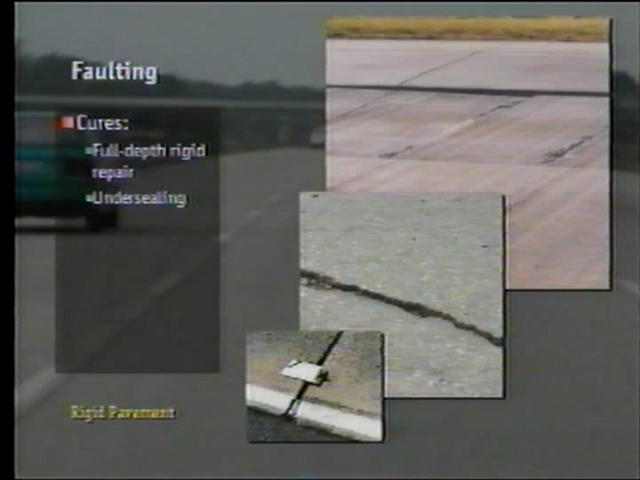 Faulting
Cures:
Full-depth rigid
repair
Undersealing
Rigid Pavement